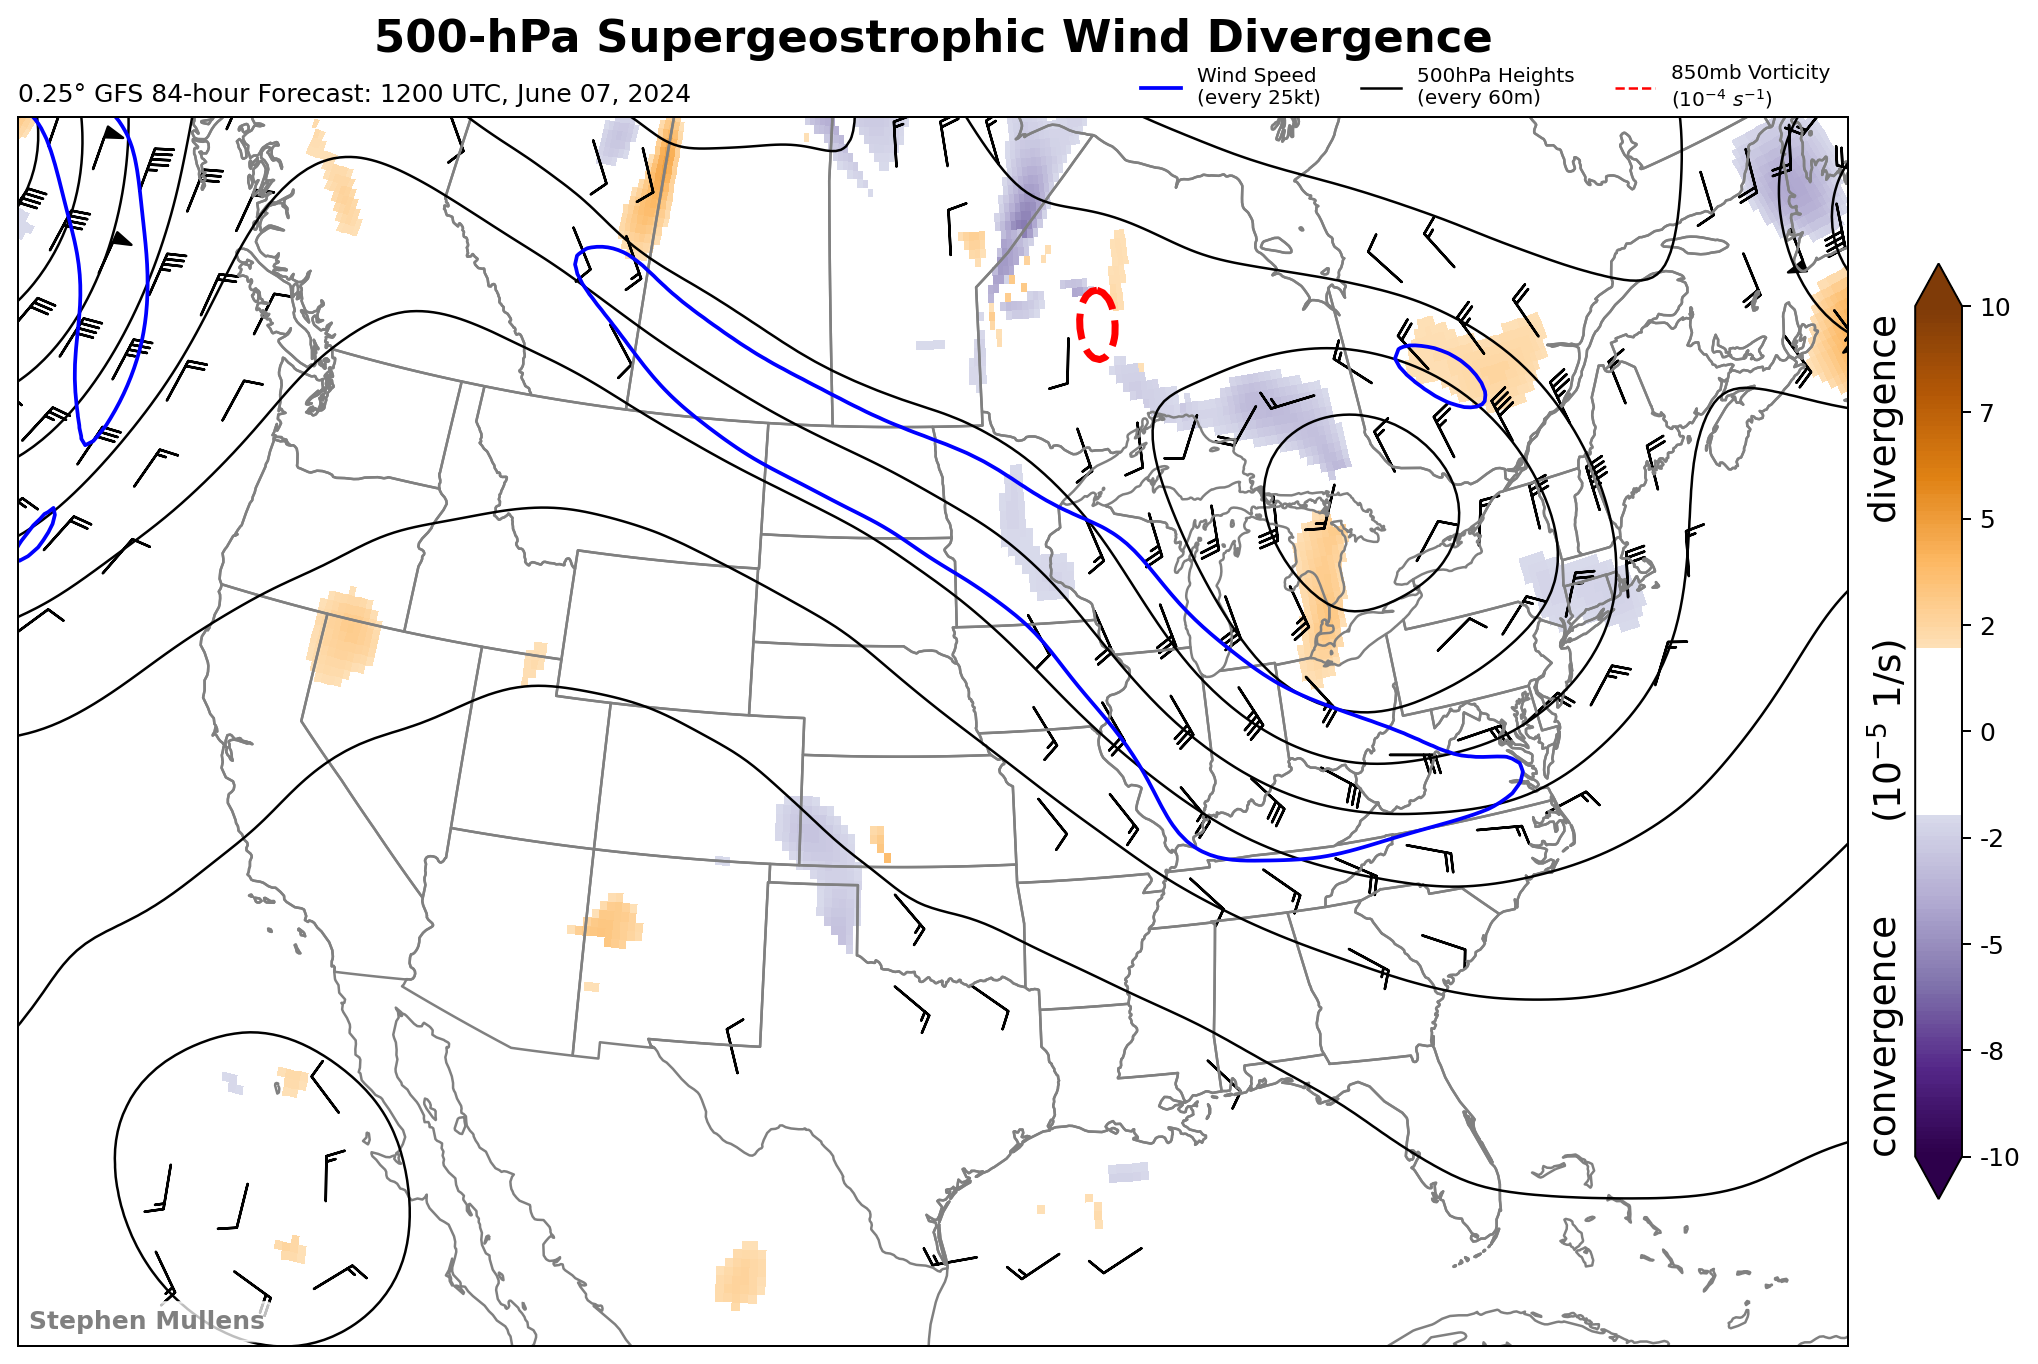 500-hPa Supergeostrophic Wind Divergence
0.25° GFS 84-hour Forecast: 1200 UTC, June 07, 2024
Wind Speed
(every 25kt)
500hPa Heights
(every 60m)
850mb Vorticity
(10⁻⁴ s⁻¹)
10
7
5
2
0
-2
-5
-8
-10
convergence (10⁻⁵ 1/s) divergence
Stephen Mullens